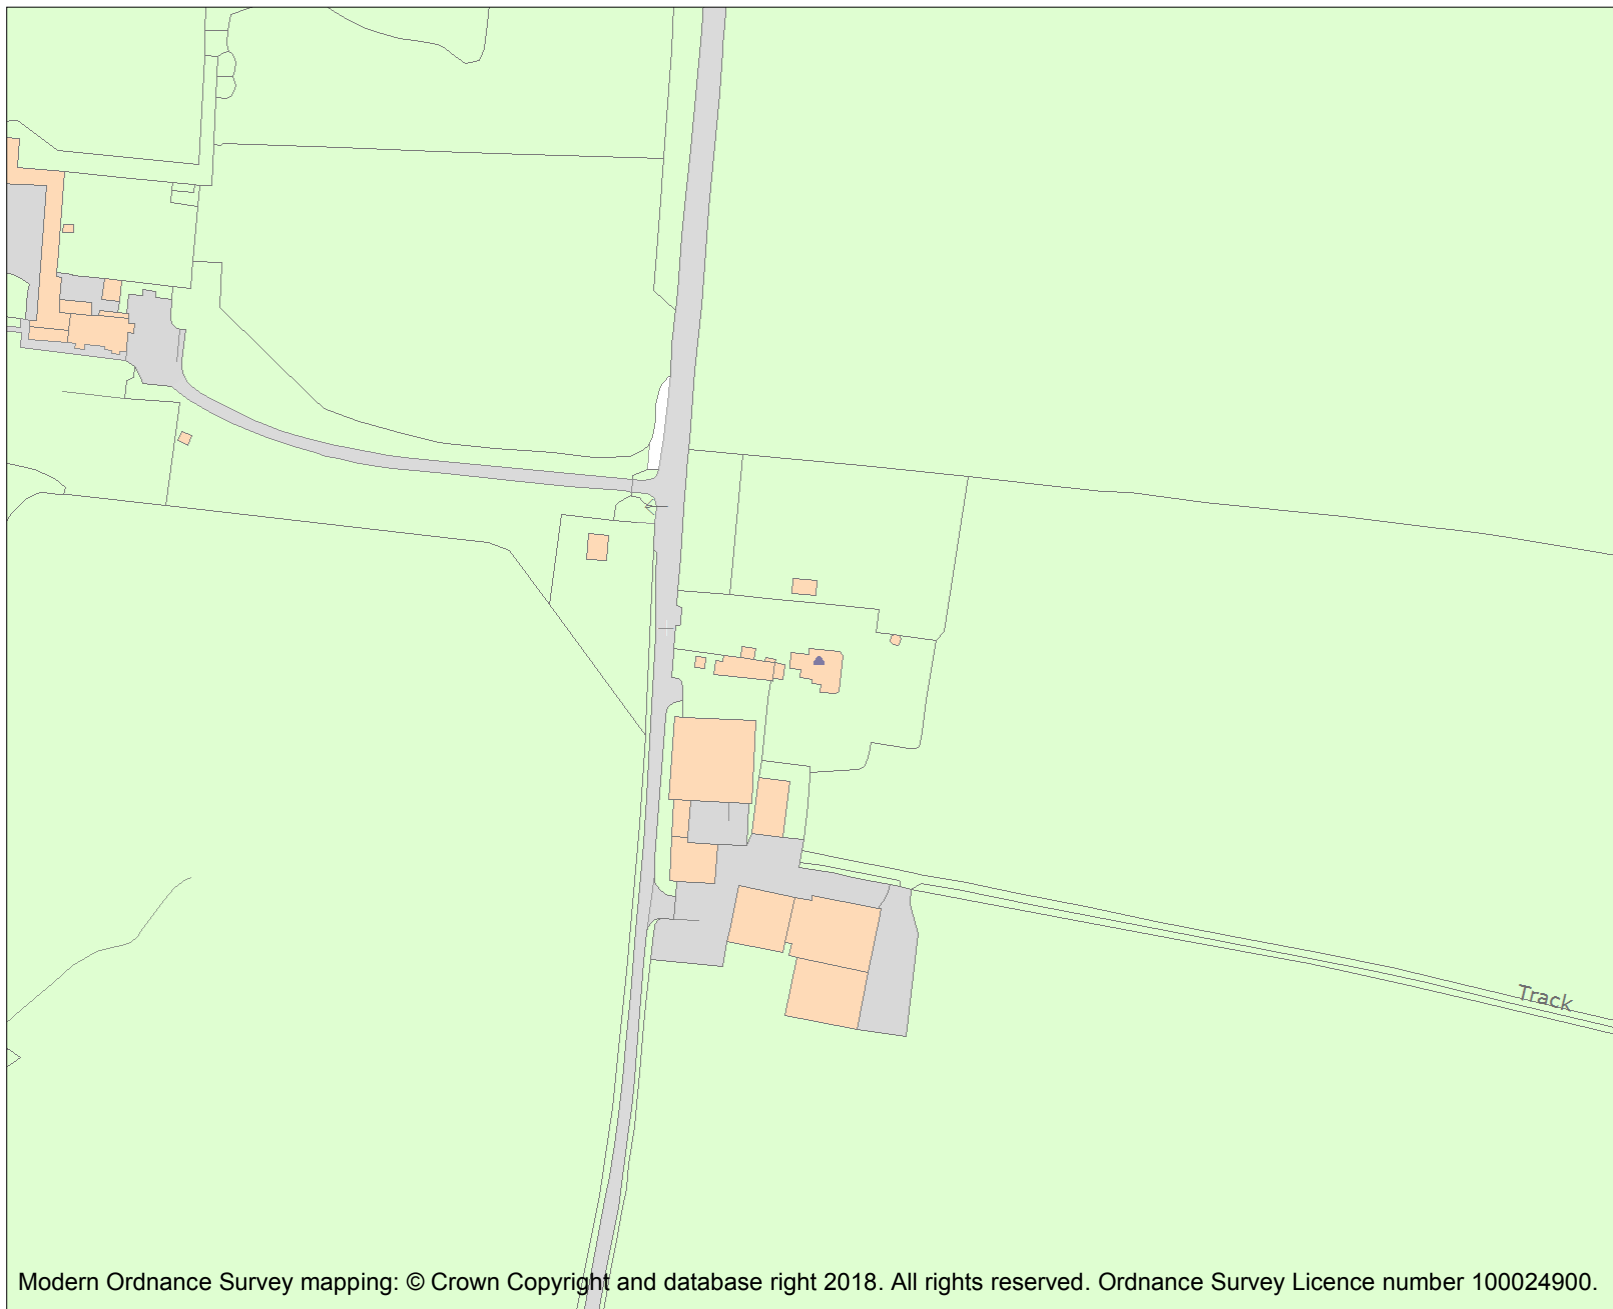 Track
Modern Ordnance Survey mapping: © Crown Copyright and database right 2018. All rights reserved. Ordnance Survey Licence number 100024900.